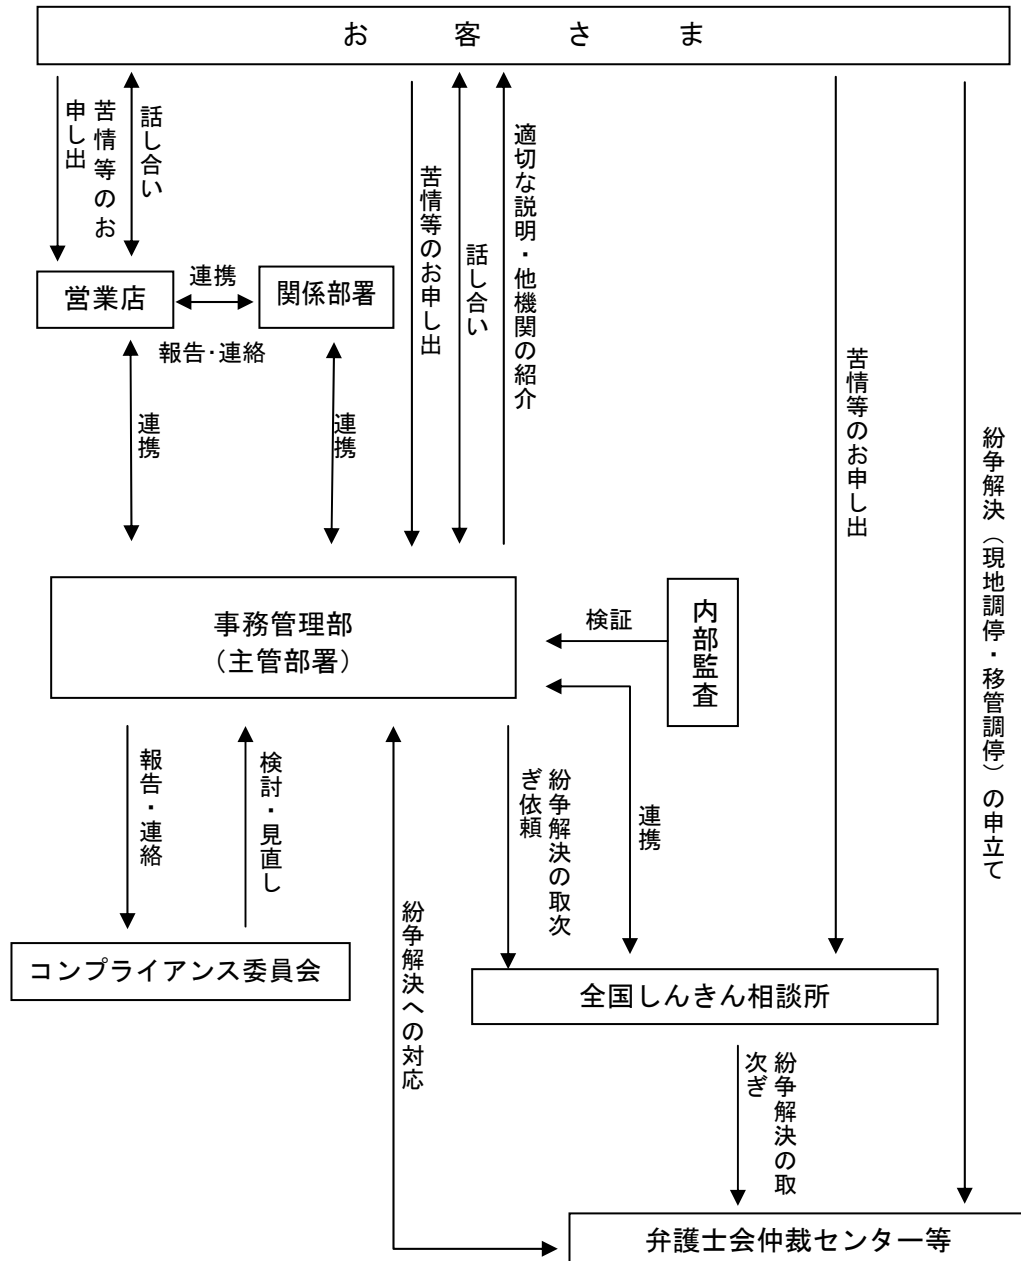 お客さま
苦情等のお
申し出
話し合い
苦情等のお申し出
話し合い
適切な説明・他機関の紹介
苦情等のお申し出
紛争解決（現地調停・移管調停）の申立て
営業店
連携
関係部署
報告・連絡
連携
連携
事務管理部
（主管部署）
検証
内部監査
報告・連絡
検討・見直し
紛争解決への対応
紛争解決の取次
ぎ依頼
連携
コンプライアンス委員会
全国しんきん相談所
紛争解決の取
次ぎ
弁護士会仲裁センター等